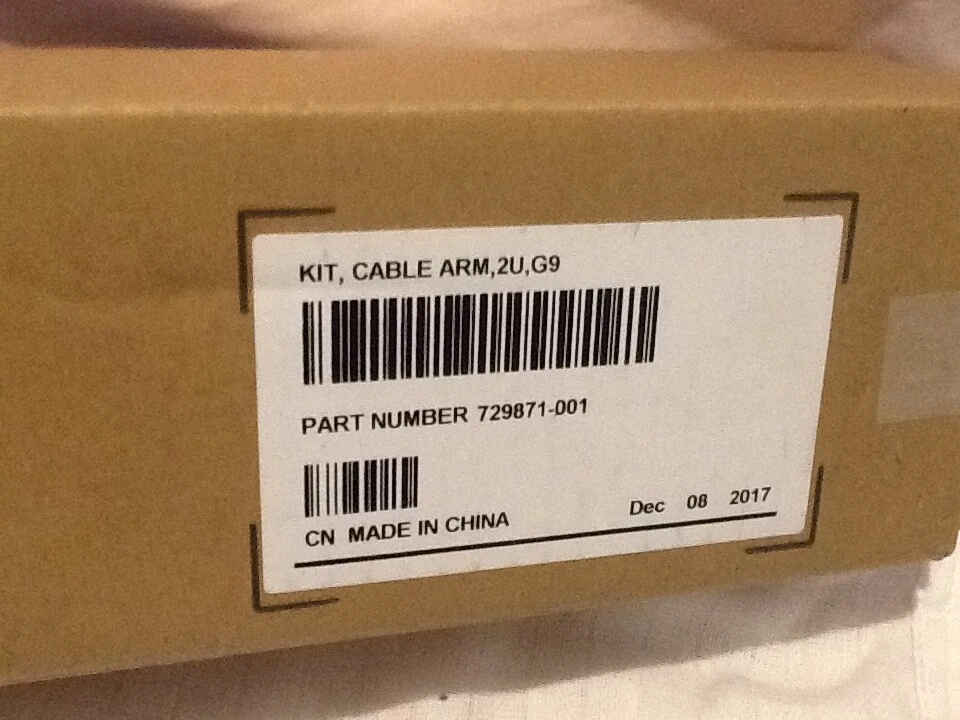 KIT, CABLE ARM,2U,G9
PART NUMBER 729871-001
CN MADE IN CHINA
Dec 08 2017